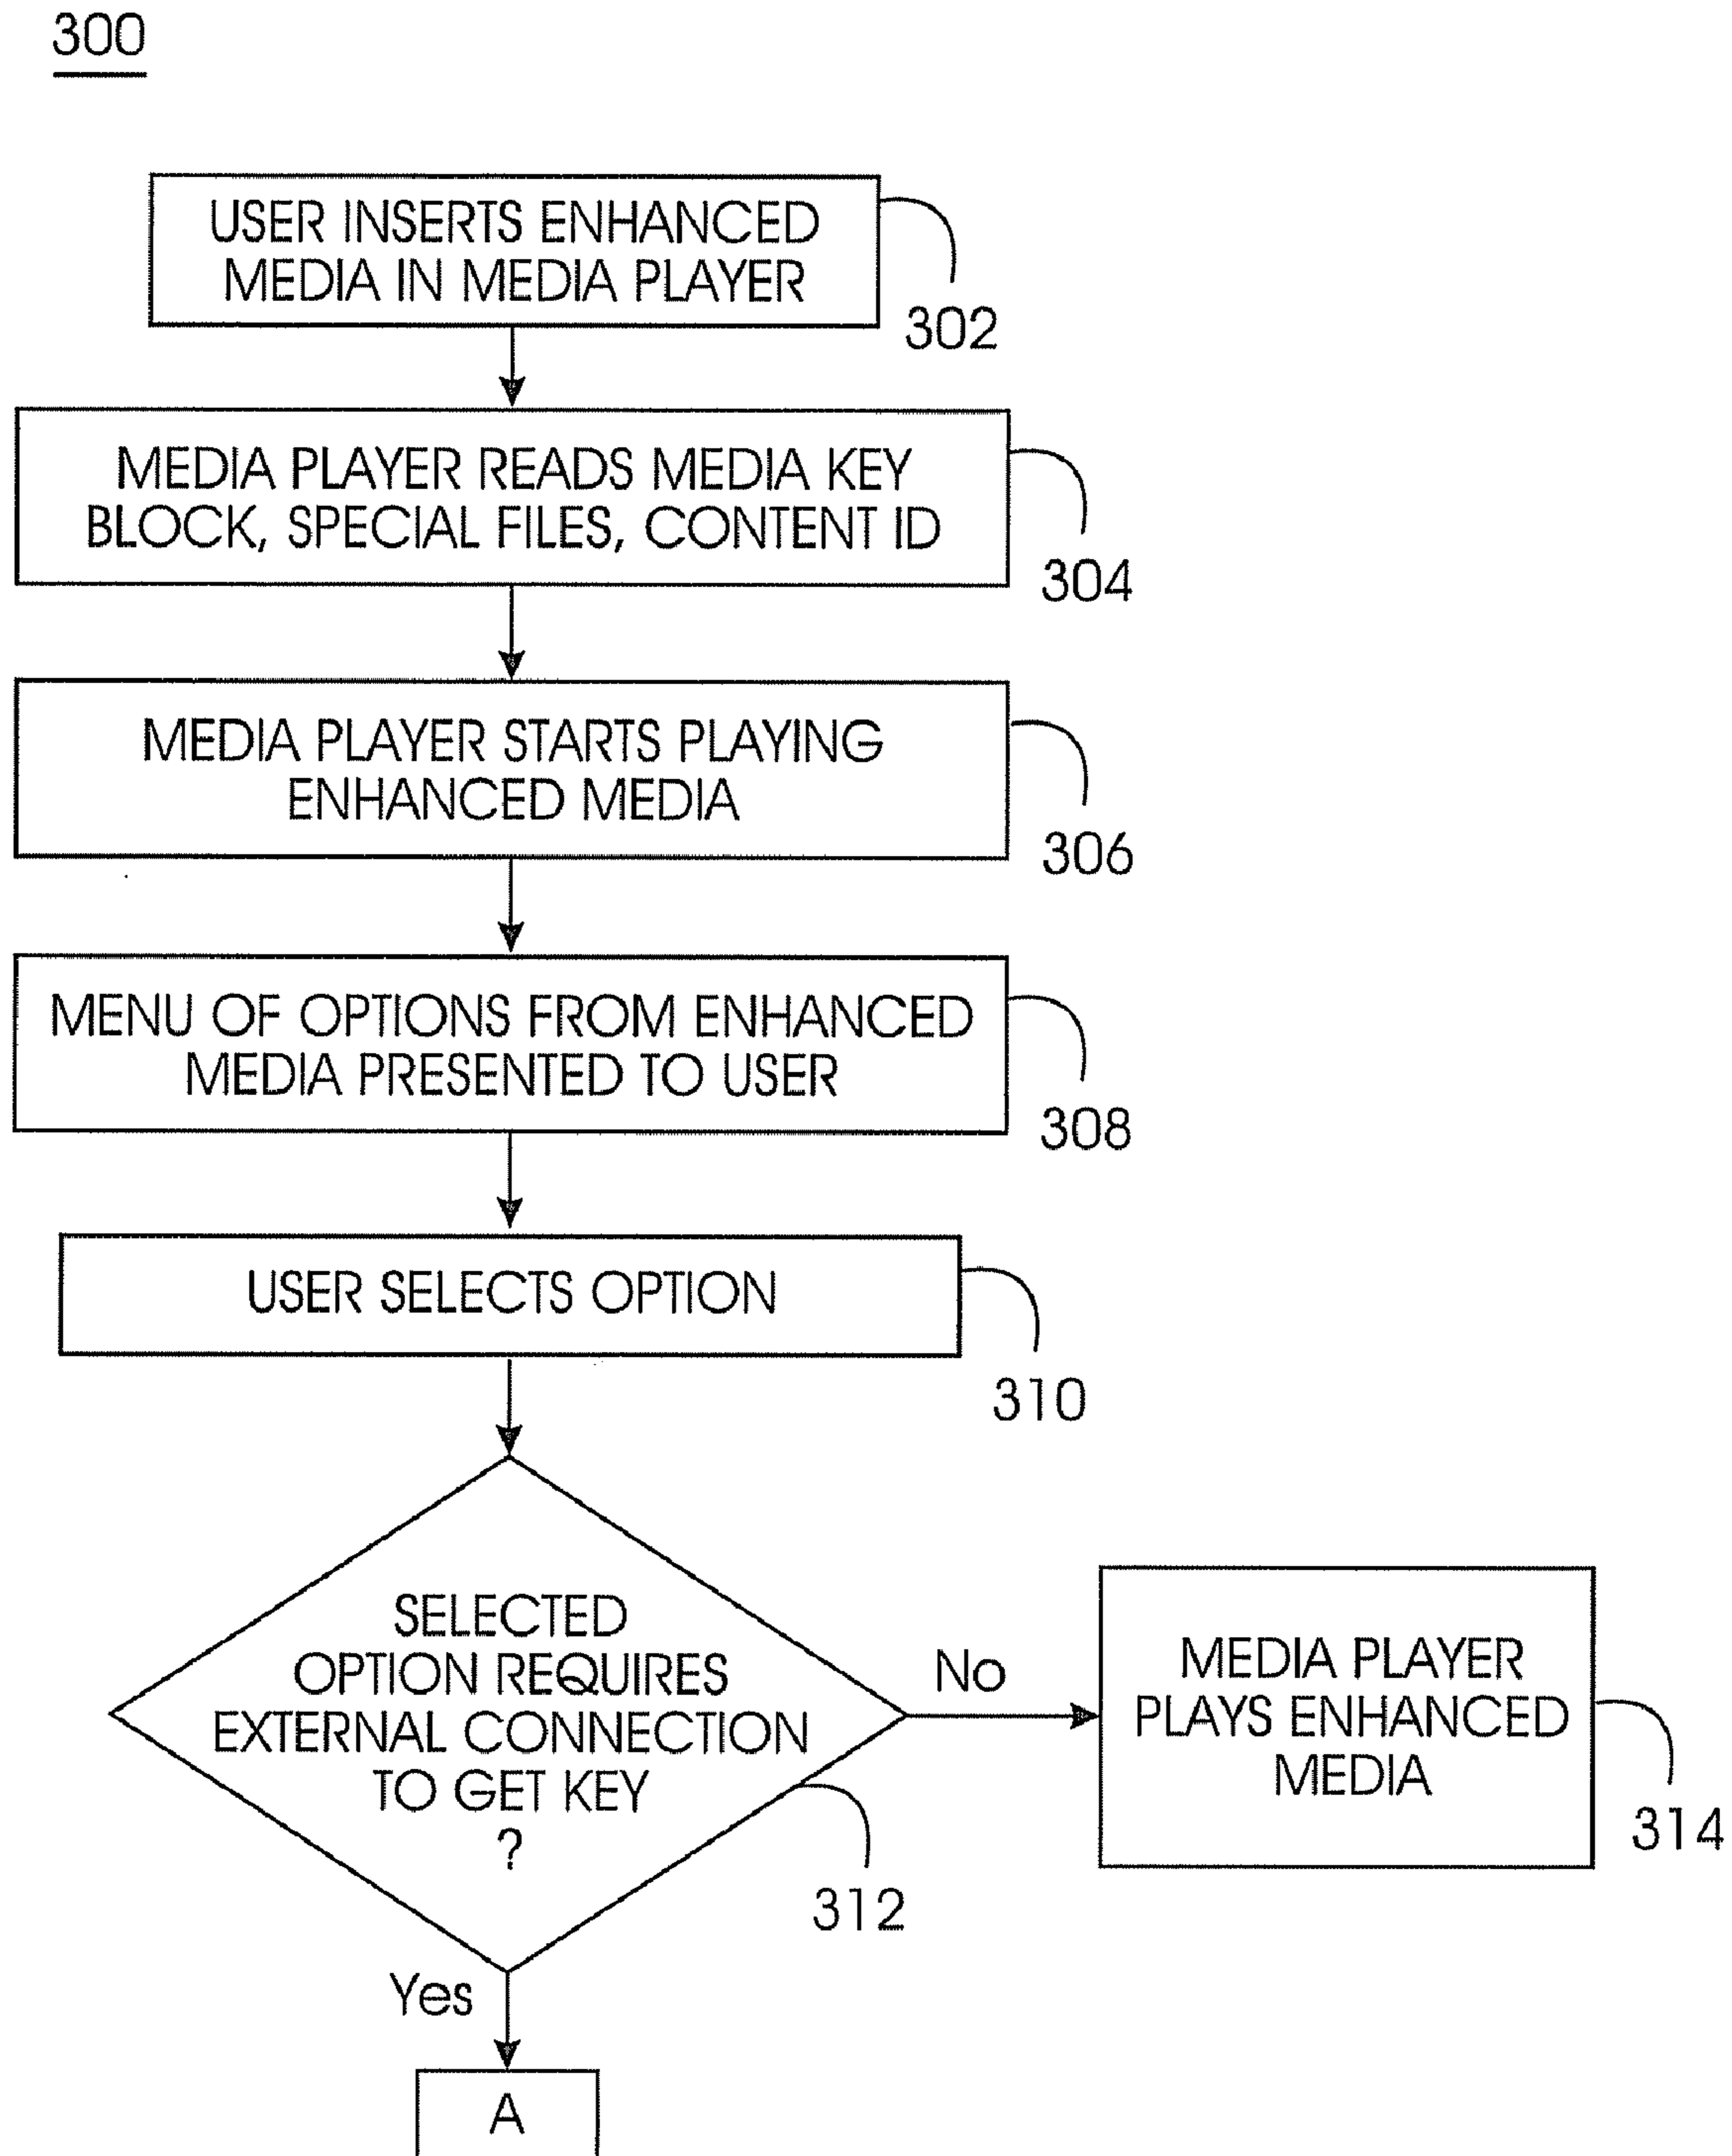 300
USER INSERTS ENHANCED
MEDIA IN MEDIA PLAYER
302
MEDIA PLAYER READS MEDIA KEY
BLOCK, SPECIAL FILES, CONTENT ID
304
MEDIA PLAYER STARTS PLAYING
ENHANCED MEDIA
306
MENU OF OPTIONS FROM ENHANCED
MEDIA PRESENTED TO USER
308
USER SELECTS OPTION
310
SELECTED
OPTION REQUIRES
EXTERNAL CONNECTION
TO GET KEY
?
312
No
MEDIA PLAYER
PLAYS ENHANCED
MEDIA
314
Yes
A